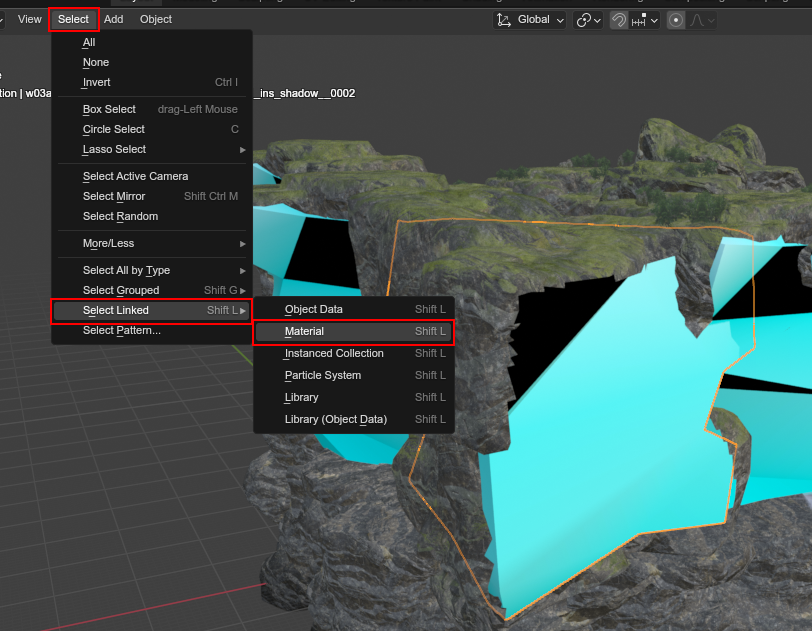 View Select Add Object Global
All
None
Invert Ctrl I
tion | w03a _ins_shadow__0002
Box Select drag-Left Mouse
Circle Select C
Lasso Select
Select Active Camera
Select Mirror Shift Ctrl M
Select Random
More/Less
Select All by Type
Select Grouped Shift G
Select Linked Shift L
Select Pattern...
Object Data Shift L
Material Shift L
Instanced Collection Shift L
Particle System Shift L
Library Shift L
Library (Object Data) Shift L